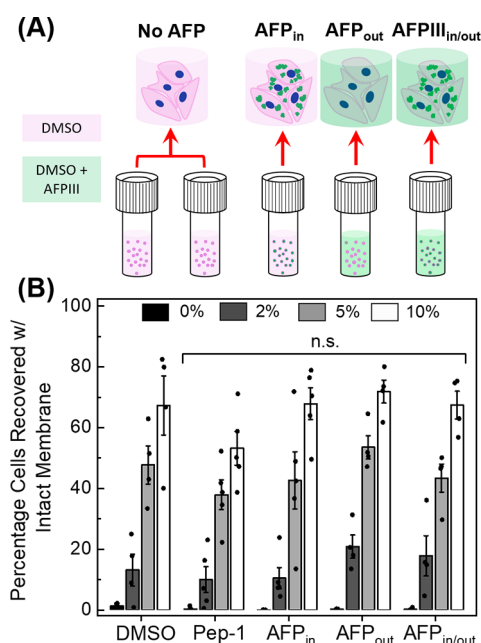 (A)
No AFP AFPin AFPout AFPIIIin/out
DMSO
DMSO +
AFPIII
(B)
100
0% 2% 5% 10%
n.s.
80
60
40
20
0
Percentage Cells Recovered w/
Intact Membrane
DMSO Pep-1 AFPin AFPout AFPin/out